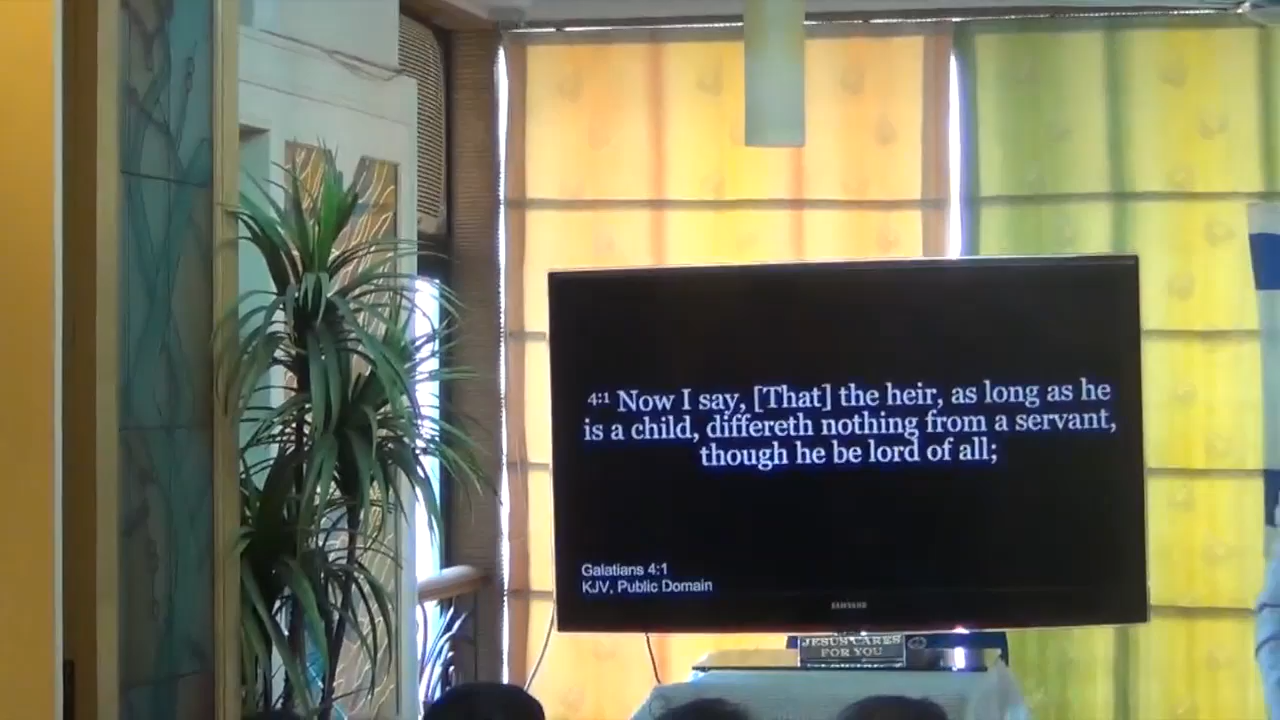 4:1 Now I say, [That] the heir, as long as he
is a child, differeth nothing from a servant,
though he be lord of all;
Galatians 4:1
KJV, Public Domain
SAMSUNG
JESUS CARES
FOR YOU